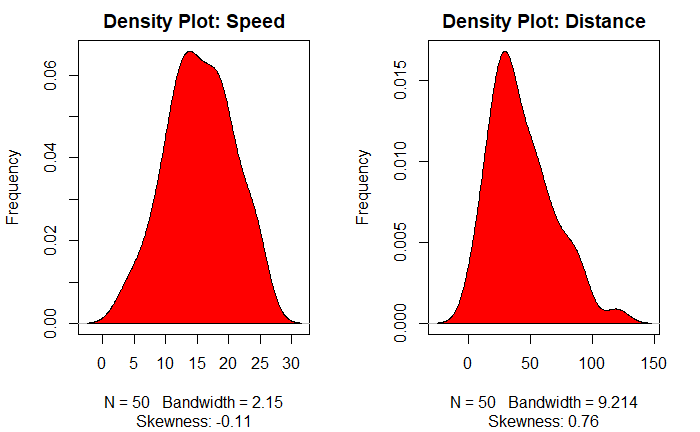 Density Plot: Speed
Frequency
0.00
0.02
0.04
0.06
0 5 10 15 20 25 30
N = 50 Bandwidth = 2.15
Skewness: -0.11
Density Plot: Distance
Frequency
0.000
0.005
0.010
0.015
0 50 100 150
N = 50 Bandwidth = 9.214
Skewness: 0.76